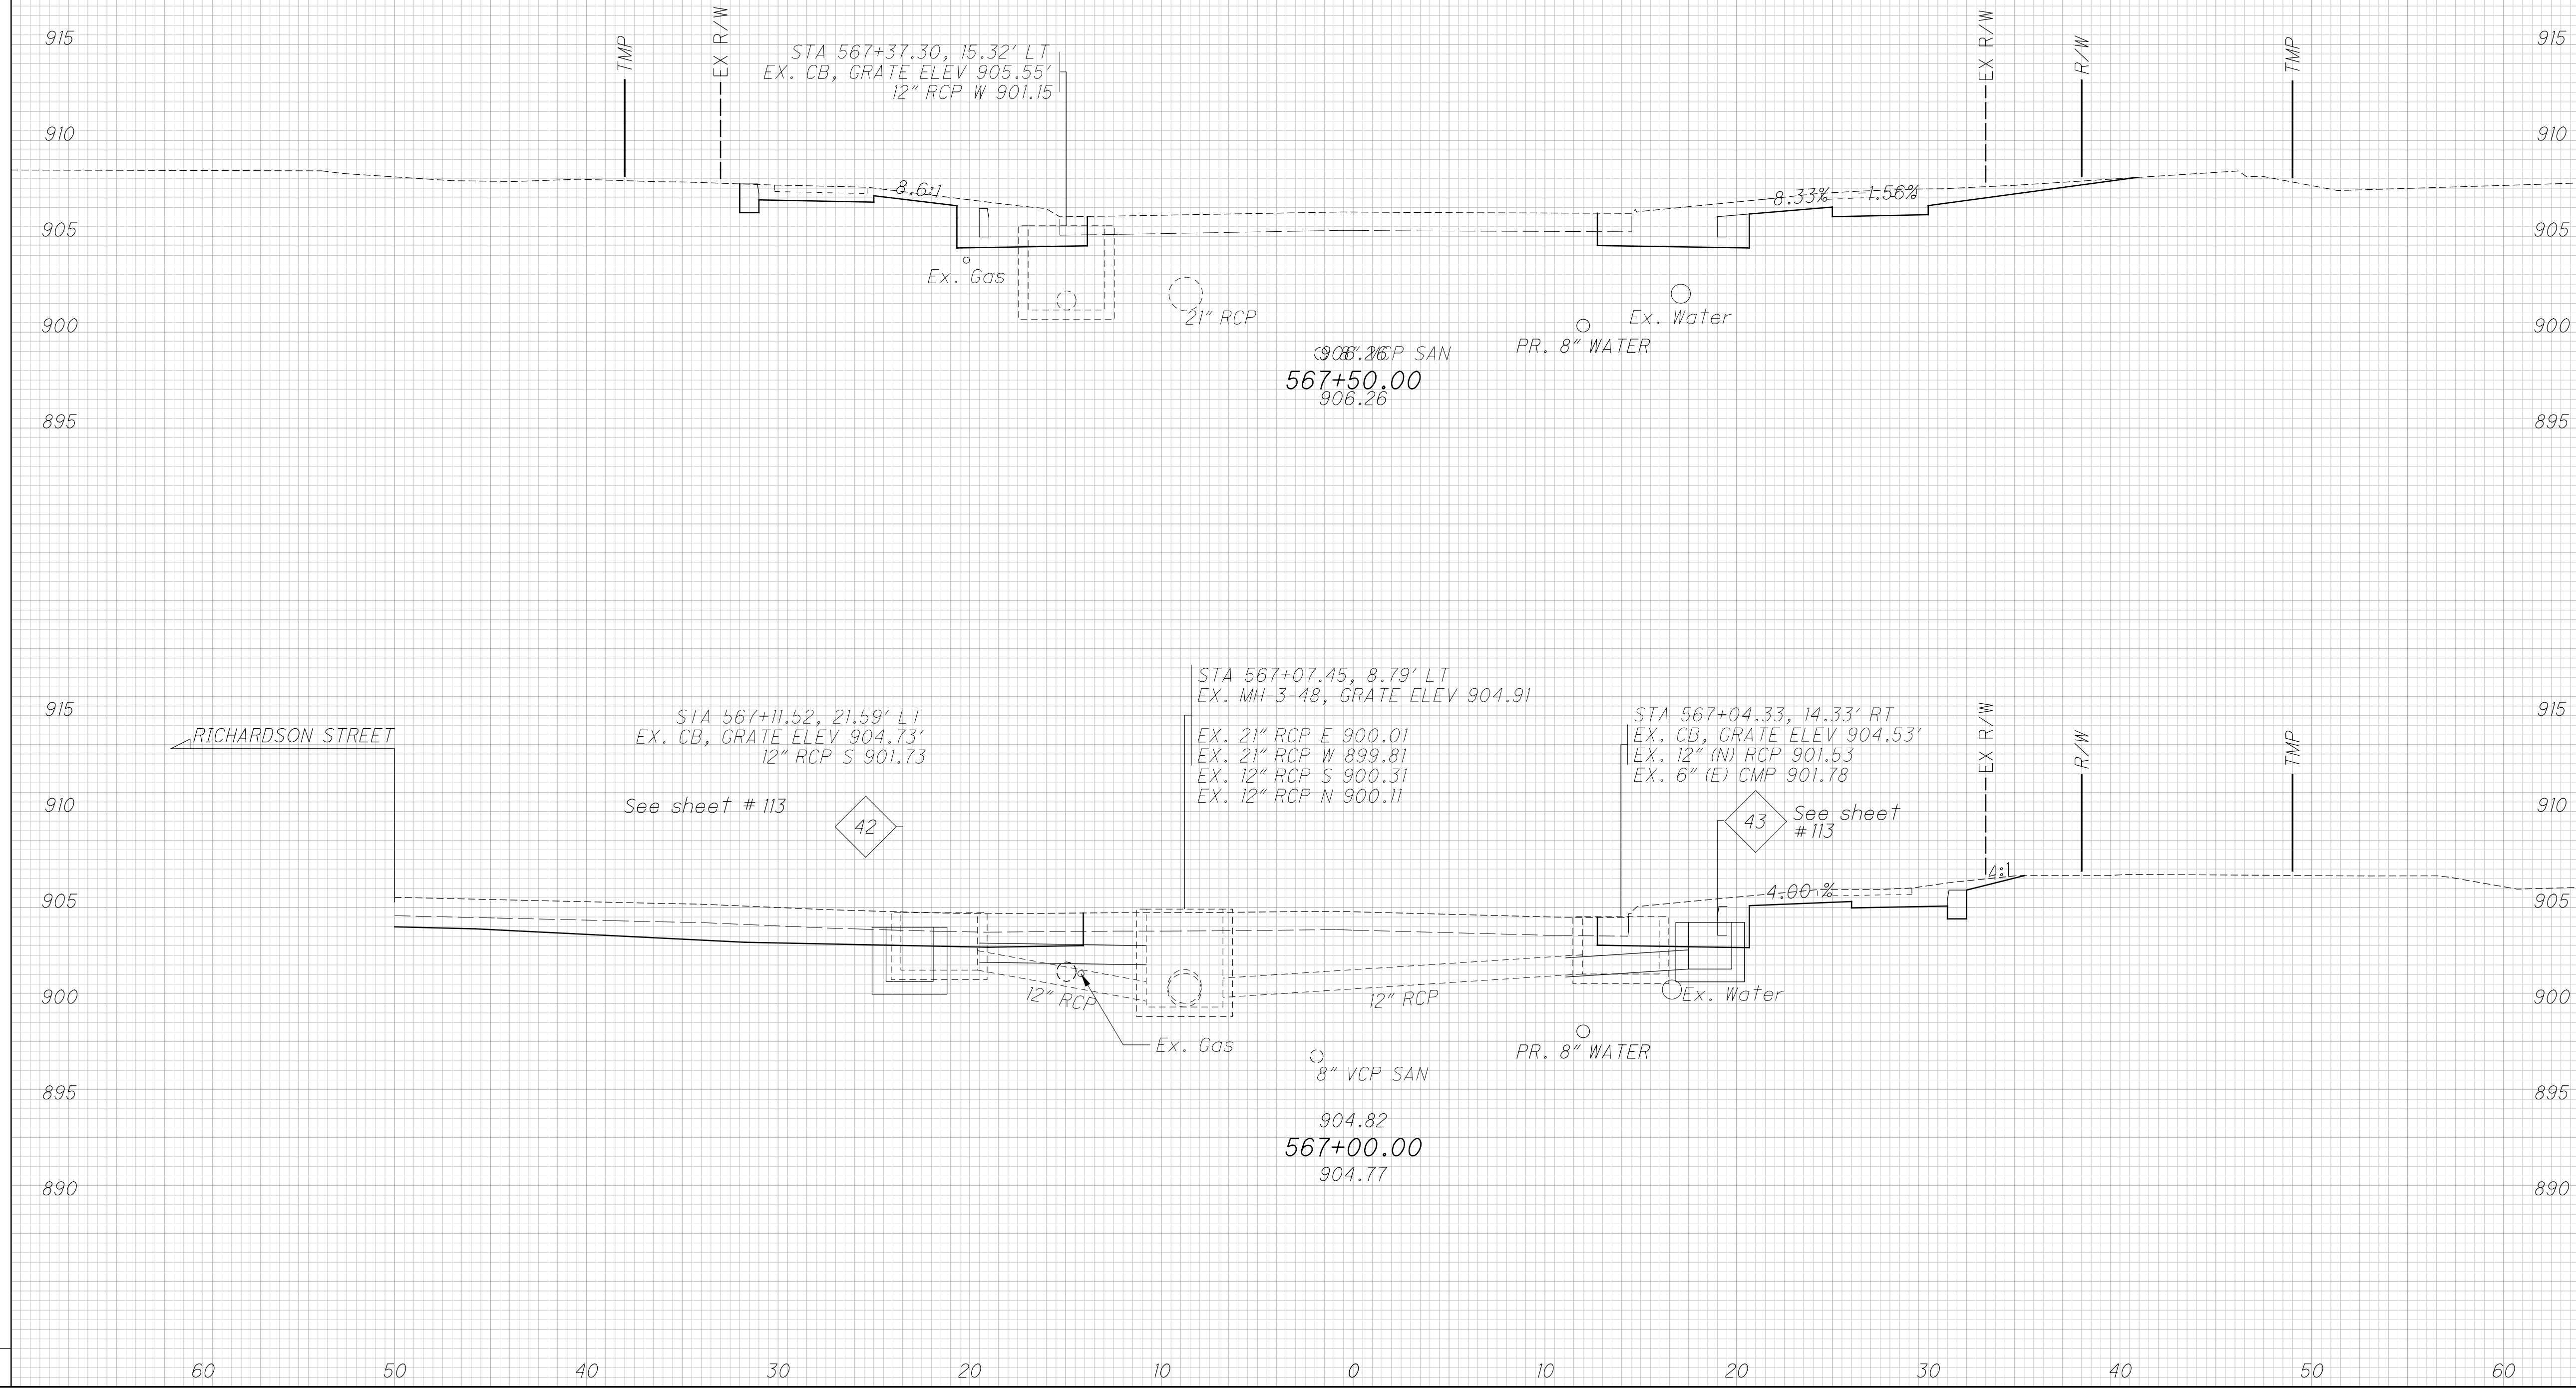 915
TMP
EX R/W
STA 567+37.30, 15.32' LT
EX. CB, GRATE ELEV 905.55'
12" RCP W 901.15
EX R/W
R/W
TMP
915
910
910
8.6:1
8.33%
-1.56%
905
905
Ex. Gas
21" RCP
Ex. Water
900
900
906.26
8" VCP SAN
PR. 8" WATER
567+50.00
906.26
895
895
STA 567+07.45, 8.79' LT
EX. MH-3-48, GRATE ELEV 904.91
EX. 21" RCP E 900.01
EX. 21" RCP W 899.81
EX. 12" RCP S 900.31
EX. 12" RCP N 900.11
915
915
STA 567+11.52, 21.59' LT
EX. CB, GRATE ELEV 904.73'
12" RCP S 901.73
STA 567+04.33, 14.33' RT
EX. CB, GRATE ELEV 904.53'
EX. 12" (N) RCP 901.53
EX. 6" (E) CMP 901.78
RICHARDSON STREET
EX R/W
R/W
TMP
910
910
See sheet #113
42
43
See sheet
#113
4:1
4.00 %
905
905
900
900
12" RCP
12" RCP
Ex. Water
Ex. Gas
PR. 8" WATER
8" VCP SAN
895
895
904.82
567+00.00
904.77
890
890
60 50 40 30 20 10 0 10 20 30 40 50 60